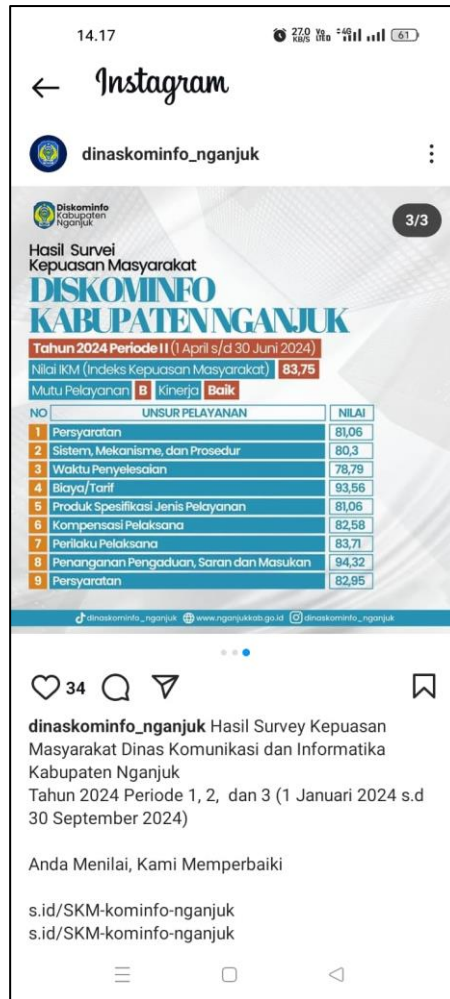 14.17
27.0 KB/S Vo LTE 4G 61
Instagram
dinaskominfo_nganjuk
Diskominfo
Kabupaten
Nganjuk
3/3
Hasil Survei
Kepuasan Masyarakat
DISKOMINFO
KABUPATEN NGANJUK
Tahun 2024 Periode II (1 April s/d 30 Juni 2024)
Nilai IKM (Indeks Kepuasan Masyarakat) 83,75
Mutu Pelayanan B Kinerja Baik
NO UNSUR PELAYANAN NILAI
1 Persyaratan 81,06
2 Sistem, Mekanisme, dan Prosedur 80,3
3 Waktu Penyelesaian 78,79
4 Biaya/Tarif 93,56
5 Produk Spesifikasi Jenis Pelayanan 81,06
6 Kompensasi Pelaksana 82,58
7 Perilaku Pelaksana 83,71
8 Penanganan Pengaduan, Saran dan Masukan 94,32
9 Persyaratan 82,95
dinaskominfo_nganjuk www.nganjukkab.go.id dinaskominfo_nganjuk
34
dinaskominfo_nganjuk Hasil Survey Kepuasan
Masyarakat Dinas Komunikasi dan Informatika
Kabupaten Nganjuk
Tahun 2024 Periode 1, 2, dan 3 (1 Januari 2024 s.d
30 September 2024)
Anda Menilai, Kami Memperbaiki
s.id/SKM-kominfo-nganjuk
s.id/SKM-kominfo-nganjuk